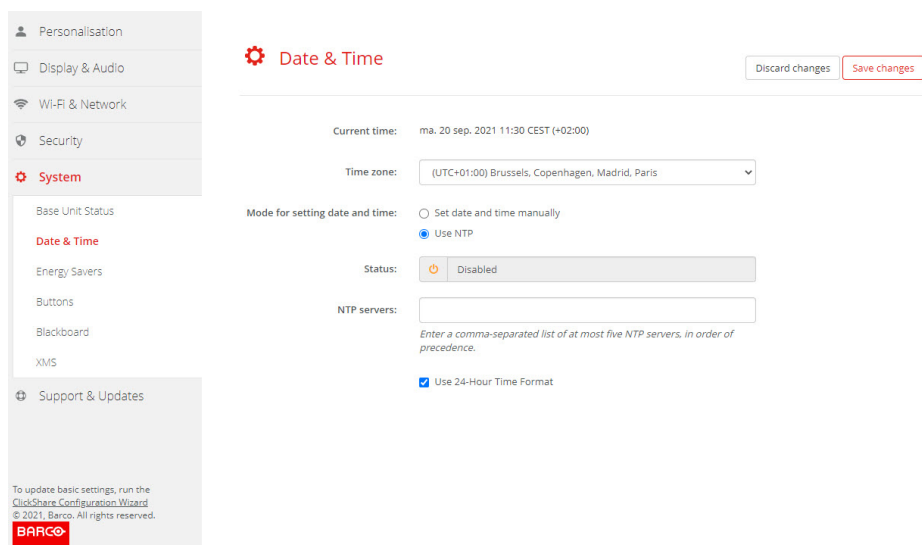 Personalisation
Display & Audio
Wi-Fi & Network
Security
System
Base Unit Status
Date & Time
Energy Savers
Buttons
Blackboard
XMS
Support & Updates
To update basic settings, run the
ClickShare Configuration Wizard
© 2021, Barco. All rights reserved.
BARCO
Date & Time
Discard changes
Save changes
Current time: ma. 20 sep. 2021 11:30 CEST (+02:00)
Time zone: (UTC+01:00) Brussels, Copenhagen, Madrid, Paris
Mode for setting date and time: Set date and time manually
Use NTP
Status: Disabled
NTP servers:
Enter a comma-separated list of at most five NTP servers, in order of
precedence.
Use 24-Hour Time Format